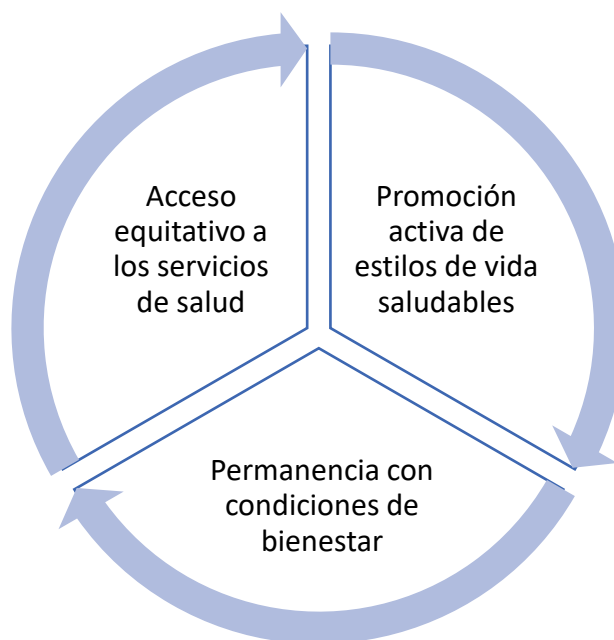 Acceso
equitativo a
los servicios
de salud
Promoción
activa de
estilos de vida
saludables
Permanencia con
condiciones de
bienestar